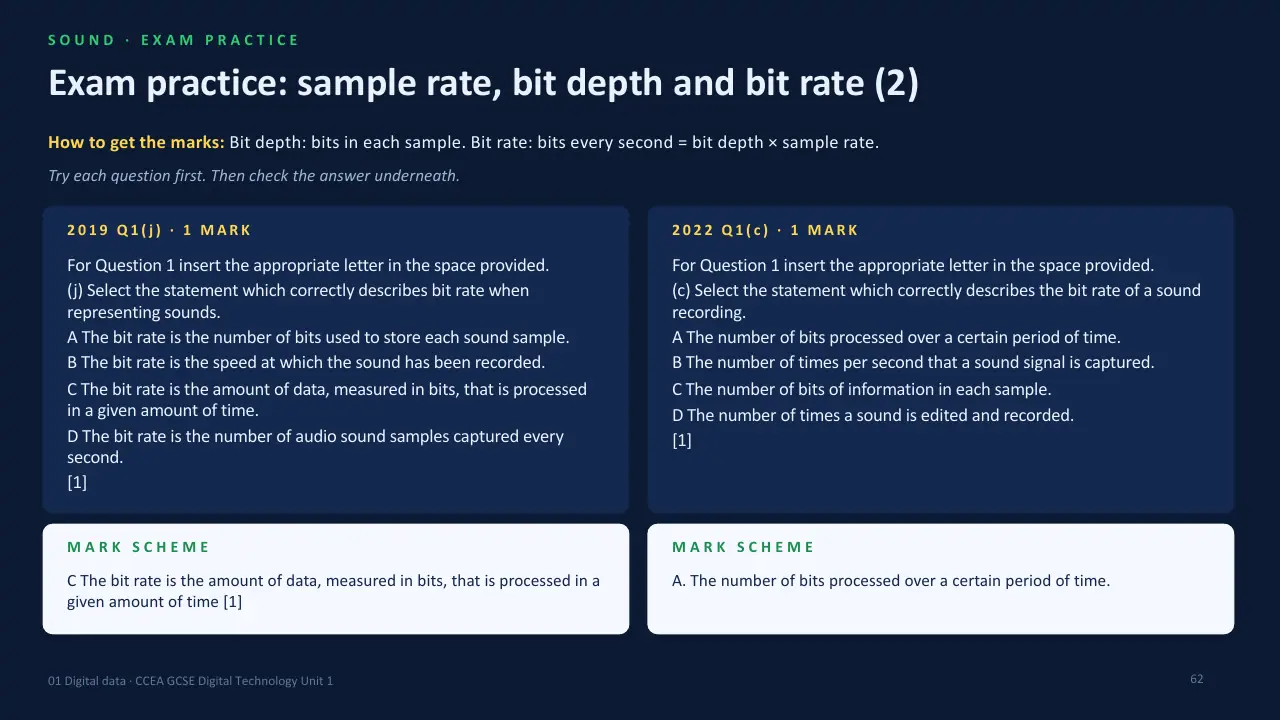 SOUND · EXAM PRACTICE
Exam practice: sample rate, bit depth and bit rate (2)
How to get the marks: Bit depth: bits in each sample. Bit rate: bits every second = bit depth × sample rate.
Try each question first. Then check the answer underneath.
2019 Q1(j) · 1 MARK
For Question 1 insert the appropriate letter in the space provided.
(j) Select the statement which correctly describes bit rate when
representing sounds.
A The bit rate is the number of bits used to store each sound sample.
B The bit rate is the speed at which the sound has been recorded.
C The bit rate is the amount of data, measured in bits, that is processed
in a given amount of time.
D The bit rate is the number of audio sound samples captured every
second.
[1]
MARK SCHEME
C The bit rate is the amount of data, measured in bits, that is processed in a
given amount of time [1]
2022 Q1(c) · 1 MARK
For Question 1 insert the appropriate letter in the space provided.
(c) Select the statement which correctly describes the bit rate of a sound
recording.
A The number of bits processed over a certain period of time.
B The number of times per second that a sound signal is captured.
C The number of bits of information in each sample.
D The number of times a sound is edited and recorded.
[1]
MARK SCHEME
A. The number of bits processed over a certain period of time.
01 Digital data · CCEA GCSE Digital Technology Unit 1
62